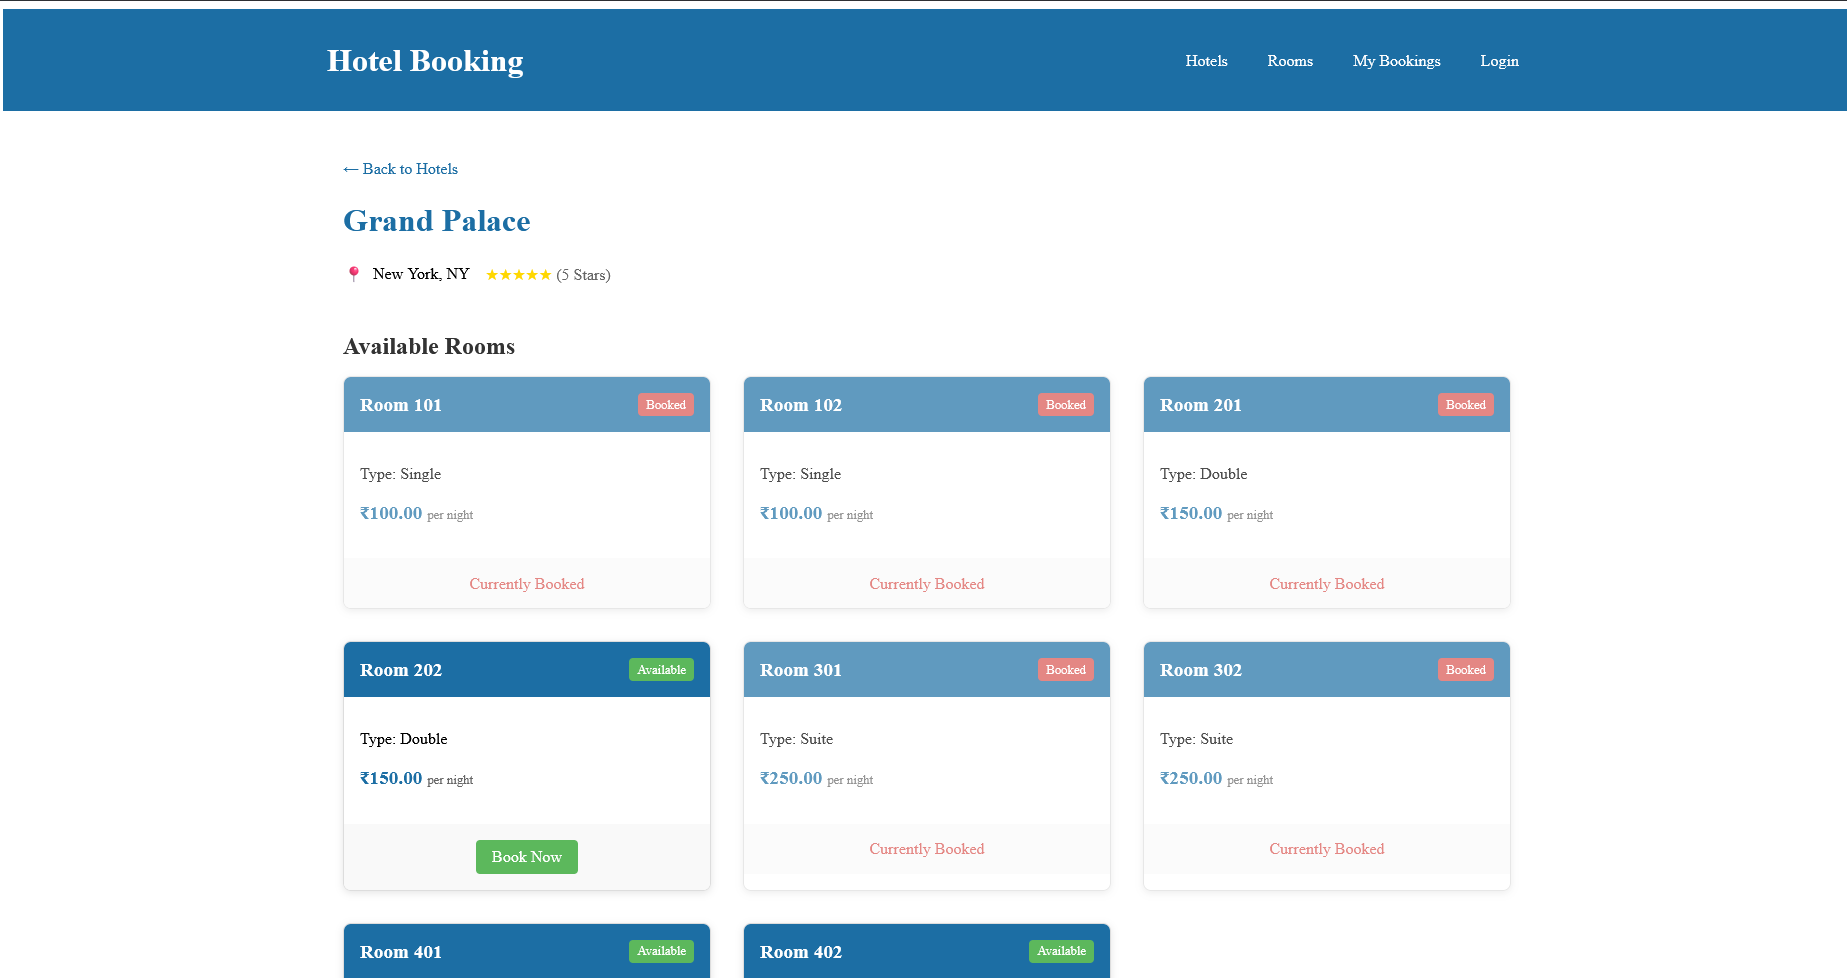 Hotel Booking
Hotels Rooms My Bookings Login
← Back to Hotels
Grand Palace
New York, NY ★★★★★ (5 Stars)
Available Rooms
Room 101 Booked
Type: Single
₹100.00 per night
Currently Booked
Room 102 Booked
Type: Single
₹100.00 per night
Currently Booked
Room 201 Booked
Type: Double
₹150.00 per night
Currently Booked
Room 202 Available
Type: Double
₹150.00 per night
Book Now
Room 301 Booked
Type: Suite
₹250.00 per night
Currently Booked
Room 302 Booked
Type: Suite
₹250.00 per night
Currently Booked
Room 401 Available
Room 402 Available